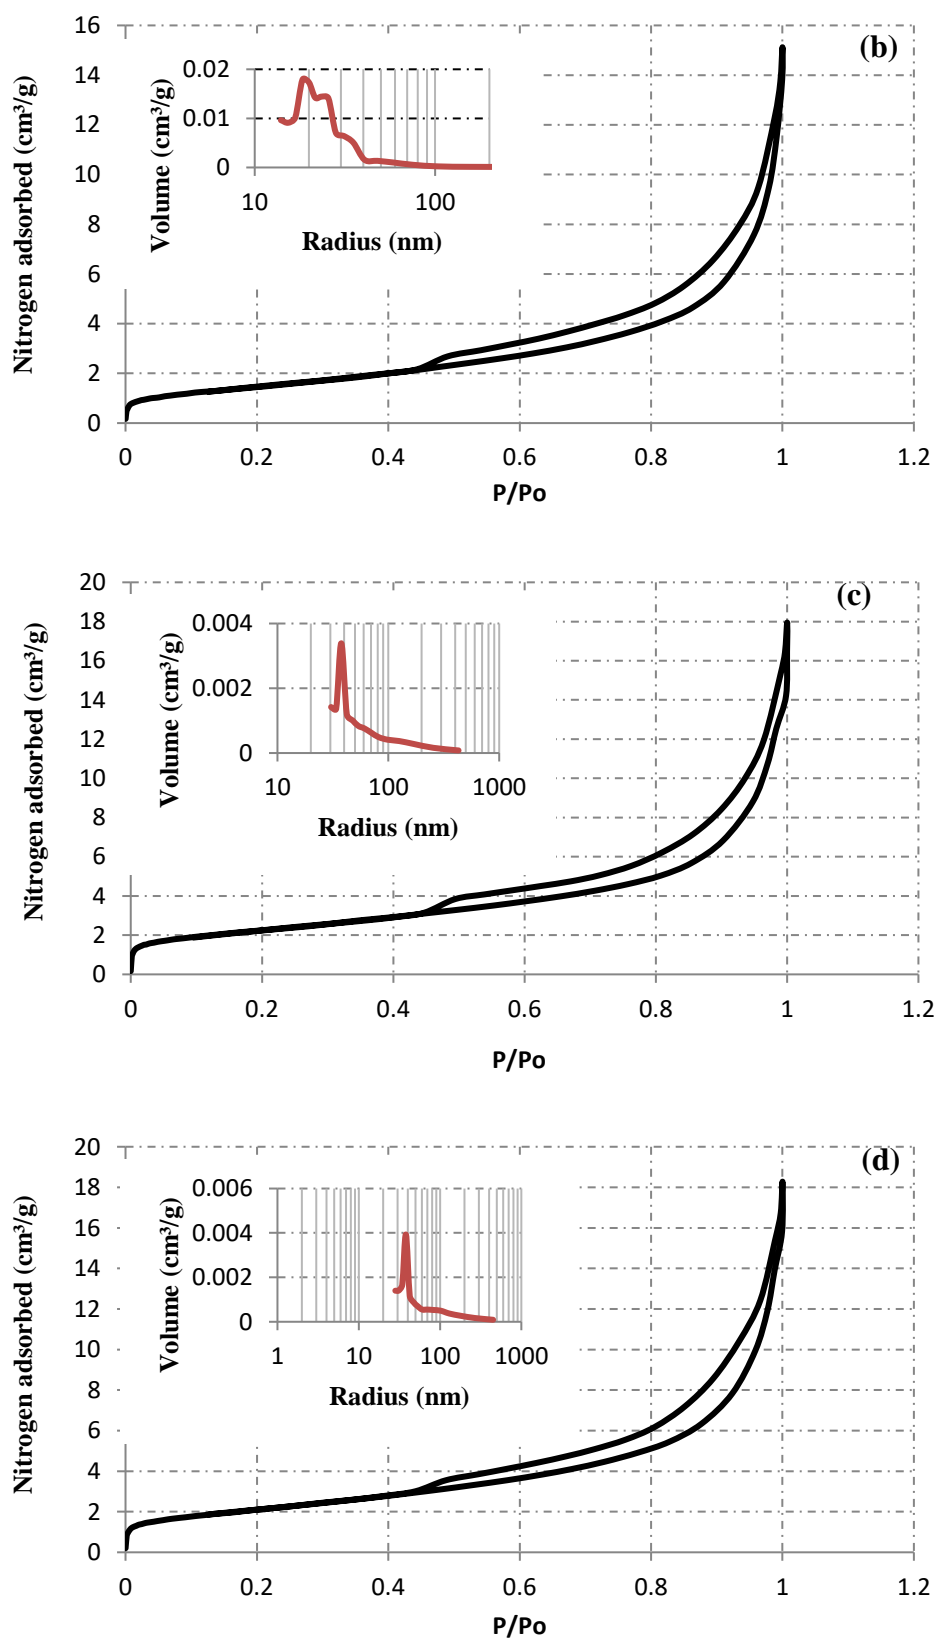 (b)
Nitrogen adsorbed (cm³/g)
16
14
12
10
8
6
4
2
0
0 0.2 0.4 0.6 0.8 1 1.2
P/Po
Volume (cm³/g)
0.02
0.01
0
10 100
Radius (nm)
(c)
Nitrogen adsorbed (cm³/g)
20
18
16
14
12
10
8
6
4
2
0
0 0.2 0.4 0.6 0.8 1 1.2
P/Po
Volume (cm³/g)
0.004
0.002
0
10 100 1000
Radius (nm)
(d)
Nitrogen adsorbed (cm³/g)
20
18
16
14
12
10
8
6
4
2
0
0 0.2 0.4 0.6 0.8 1 1.2
P/Po
Volume (cm³/g)
0.006
0.004
0.002
0
1 10 100 1000
Radius (nm)